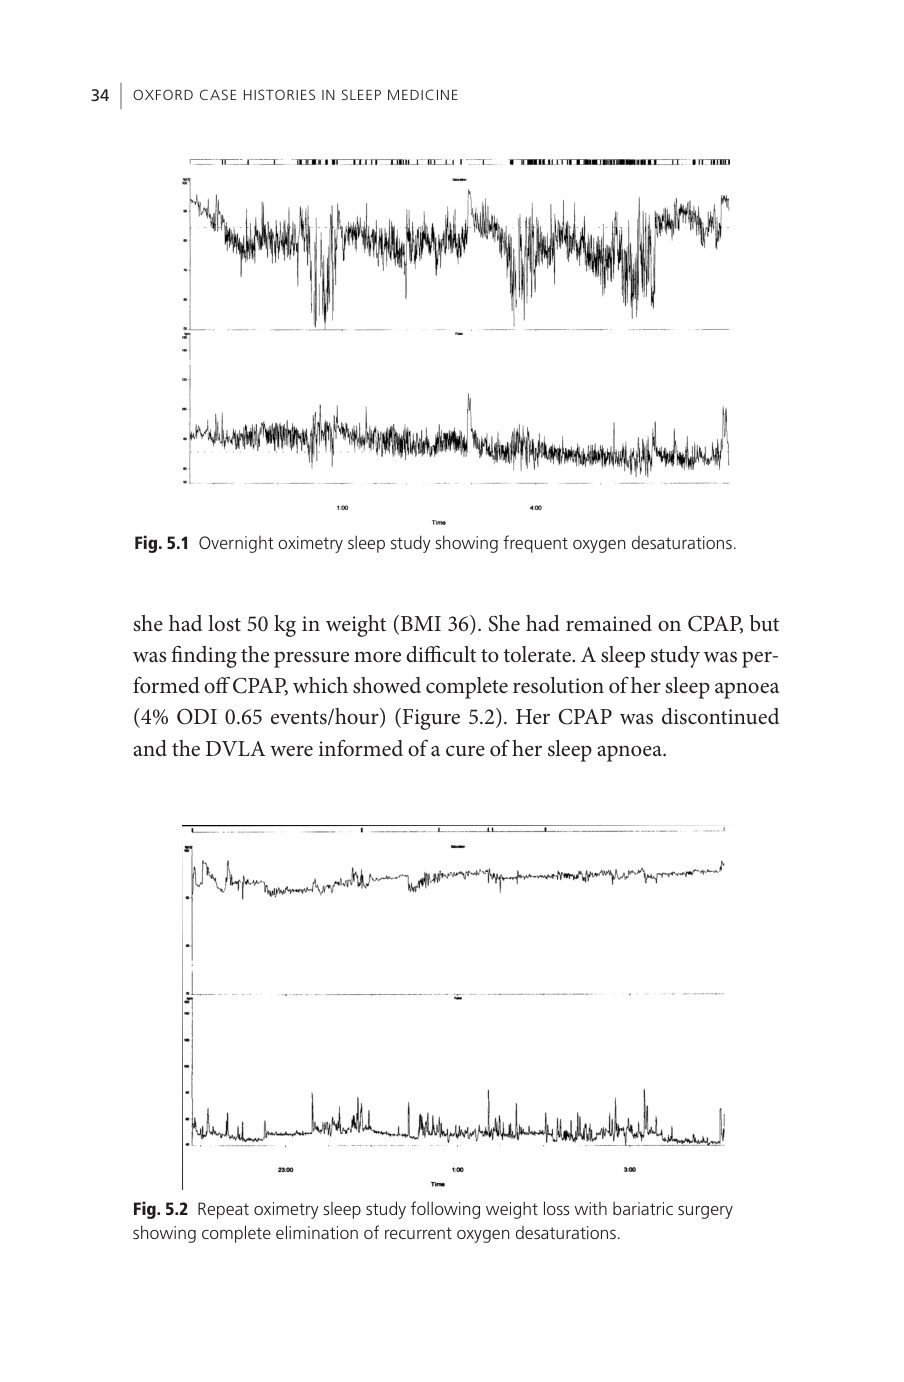 34 OXFORD CASE HISTORIES IN SLEEP MEDICINE
Saturation
Pulse
1:00 4:00
Time
Fig. 5.1 Overnight oximetry sleep study showing frequent oxygen desaturations.
she had lost 50 kg in weight (BMI 36). She had remained on CPAP, but
was finding the pressure more difficult to tolerate. A sleep study was per-
formed off CPAP, which showed complete resolution of her sleep apnoea
(4% ODI 0.65 events/hour) (Figure 5.2). Her CPAP was discontinued
and the DVLA were informed of a cure of her sleep apnoea.
Saturation
Pulse
23:00 1:00 3:00
Time
Fig. 5.2 Repeat oximetry sleep study following weight loss with bariatric surgery
showing complete elimination of recurrent oxygen desaturations.